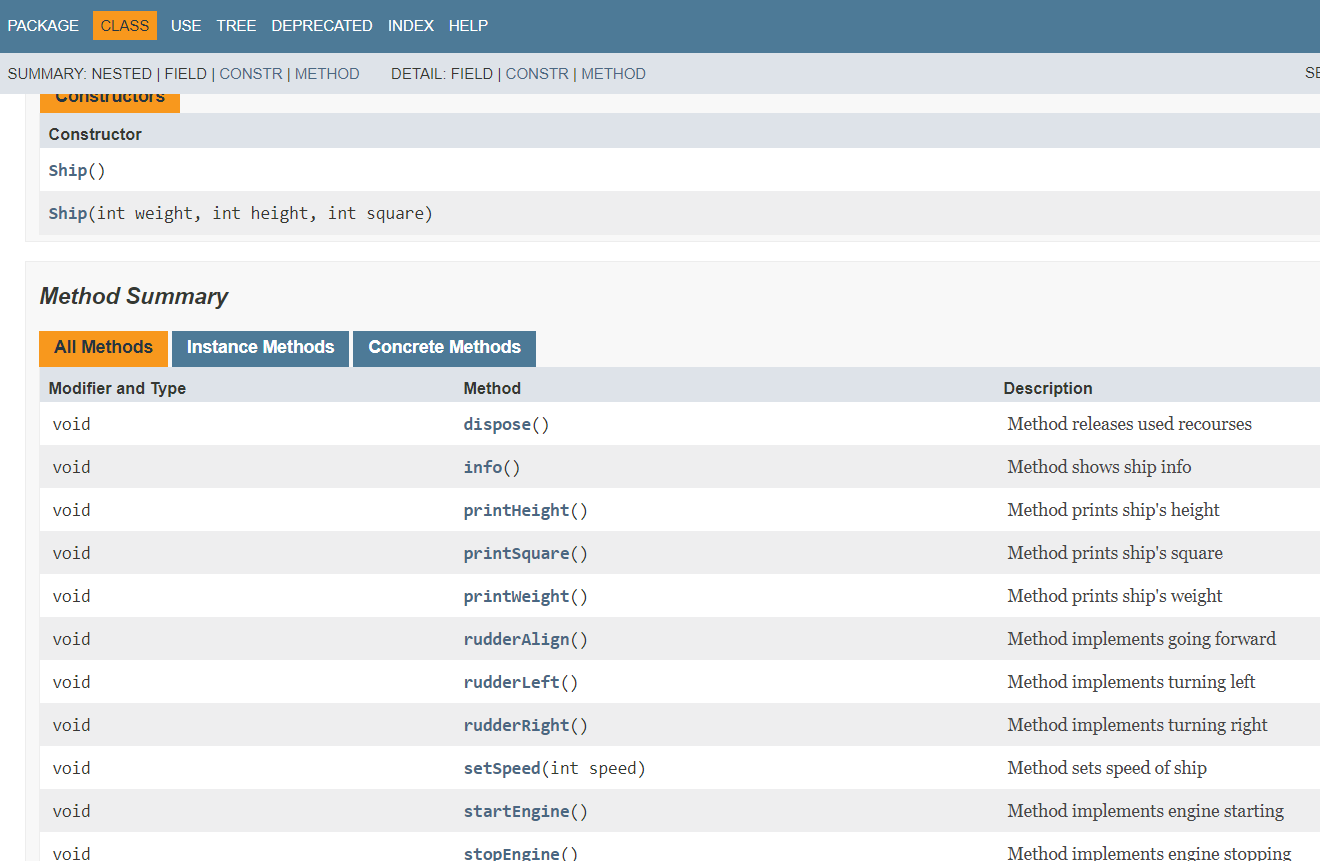 PACKAGE CLASS USE TREE DEPRECATED INDEX HELP
SUMMARY: NESTED | FIELD | CONSTR | METHOD DETAIL: FIELD | CONSTR | METHOD SE
Constructors
Constructor
Ship()
Ship(int weight, int height, int square)
Method Summary
All Methods Instance Methods Concrete Methods
Modifier and Type Method Description
void dispose() Method releases used recourses
void info() Method shows ship info
void printHeight() Method prints ship's height
void printSquare() Method prints ship's square
void printWeight() Method prints ship's weight
void rudderAlign() Method implements going forward
void rudderLeft() Method implements turning left
void rudderRight() Method implements turning right
void setSpeed(int speed) Method sets speed of ship
void startEngine() Method implements engine starting
void stopEngine() Method implements engine stopping